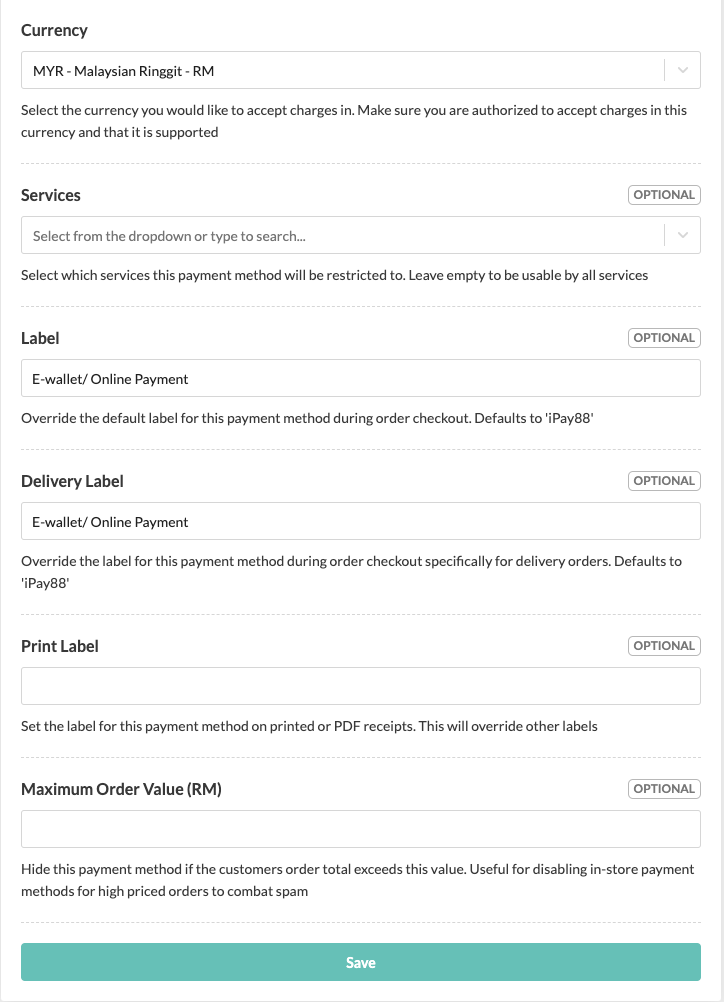 Currency
MYR - Malaysian Ringgit - RM
Select the currency you would like to accept charges in. Make sure you are authorized to accept charges in this
currency and that it is supported
Services OPTIONAL
Select from the dropdown or type to search...
Select which services this payment method will be restricted to. Leave empty to be usable by all services
Label OPTIONAL
E-wallet/ Online Payment
Override the default label for this payment method during order checkout. Defaults to 'iPay88'
Delivery Label OPTIONAL
E-wallet/ Online Payment
Override the label for this payment method during order checkout specifically for delivery orders. Defaults to
'iPay88'
Print Label OPTIONAL
Set the label for this payment method on printed or PDF receipts. This will override other labels
Maximum Order Value (RM) OPTIONAL
Hide this payment method if the customers order total exceeds this value. Useful for disabling in-store payment
methods for high priced orders to combat spam
Save